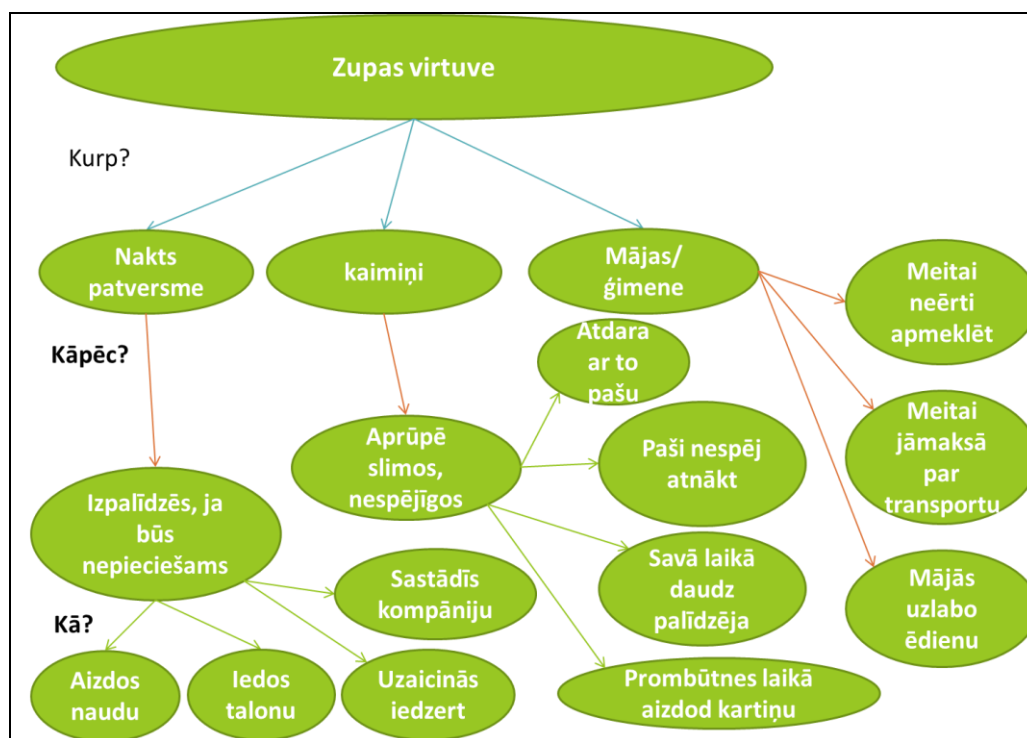 Zupas virtuve
Kurp?
Nakts
patversme
kaimiņi
Mājas/
ģimene
Meitai
neērti
apmeklēt
Kāpēc?
Atdara
ar to
pašu
Aprūpē
slimos,
nespējīgos
Paši nespēj
atnākt
Meitai
jāmaksā
par
transportu
Izpalīdzēs, ja
būs
nepieciešams
Sastādīs
kompāniju
Savā laikā
daudz
palīdzēja
Mājās
uzlabo
ēdienu
Kā?
Aizdos
naudu
Iedos
talonu
Uzaicinās
iedzert
Prombūtnes laikā
aizdod kartiņu